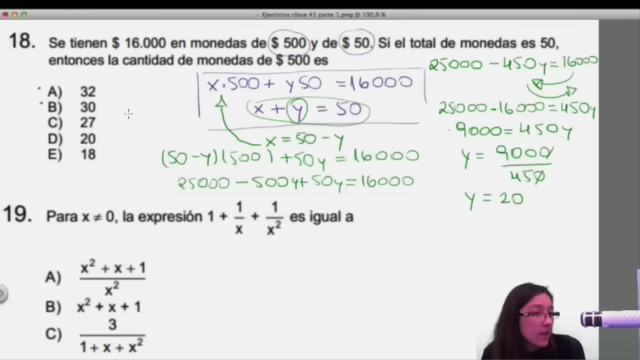 Ejercicios clase 41 parte 1.png @ 100,0 %
18. Se tienen $ 16.000 en monedas de $ 500 y de $ 50. Si el total de monedas es 50,
entonces la cantidad de monedas de $ 500 es
A) 32
B) 30
C) 27
D) 20
E) 18
x·500 + y50 = 16000
x + y = 50
x = 50 - y
(50-y)(500) + 50y = 16000
25000 - 500y + 50y = 16000
25000 - 450y = 16000
25000 - 16000 = 450y
9000 = 450y
y = 9000/450
y = 20
19. Para x ≠ 0, la expresión 1 + 1/x + 1/x² es igual a
A) x² + x + 1 / x²
B) x² + x + 1
C) 3 / 1 + x + x²